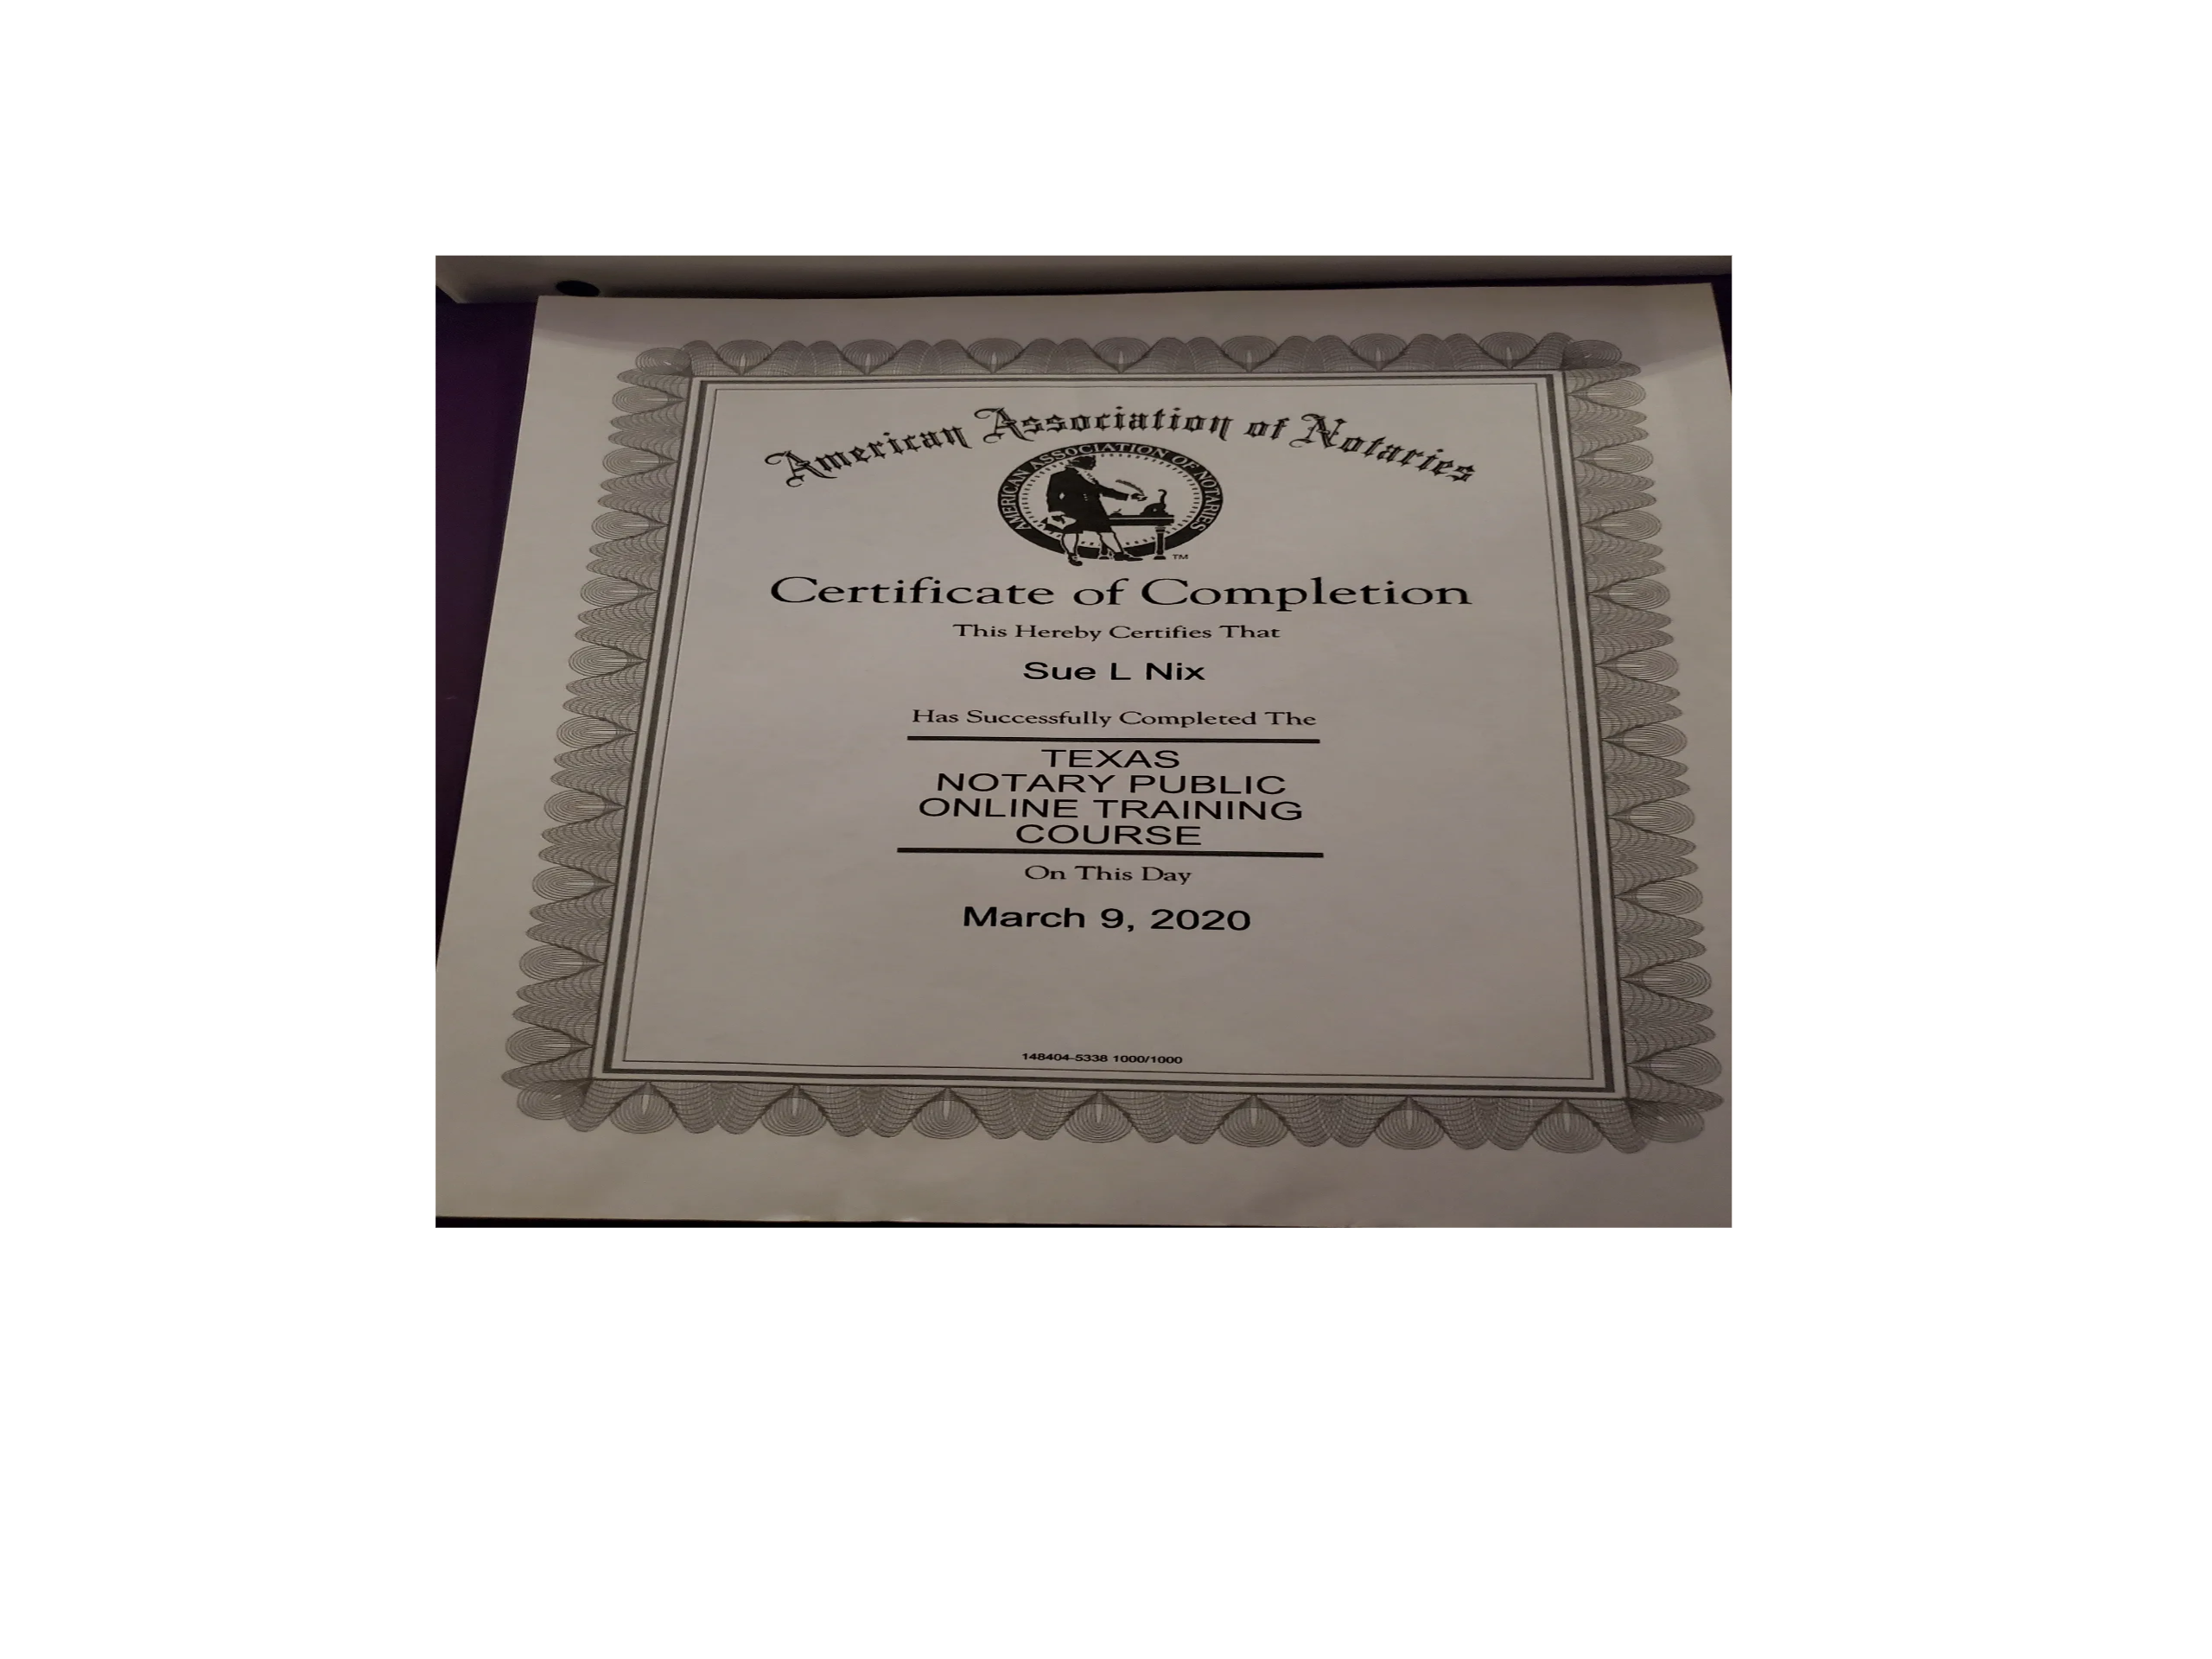 American Association of Notaries
AMERICAN ASSOCIATION OF NOTARIES
TM
Certificate of Completion
This Hereby Certifies That
Sue L Nix
Has Successfully Completed The
TEXAS
NOTARY PUBLIC
ONLINE TRAINING
COURSE
On This Day
March 9, 2020
148404-5338 1000/1000